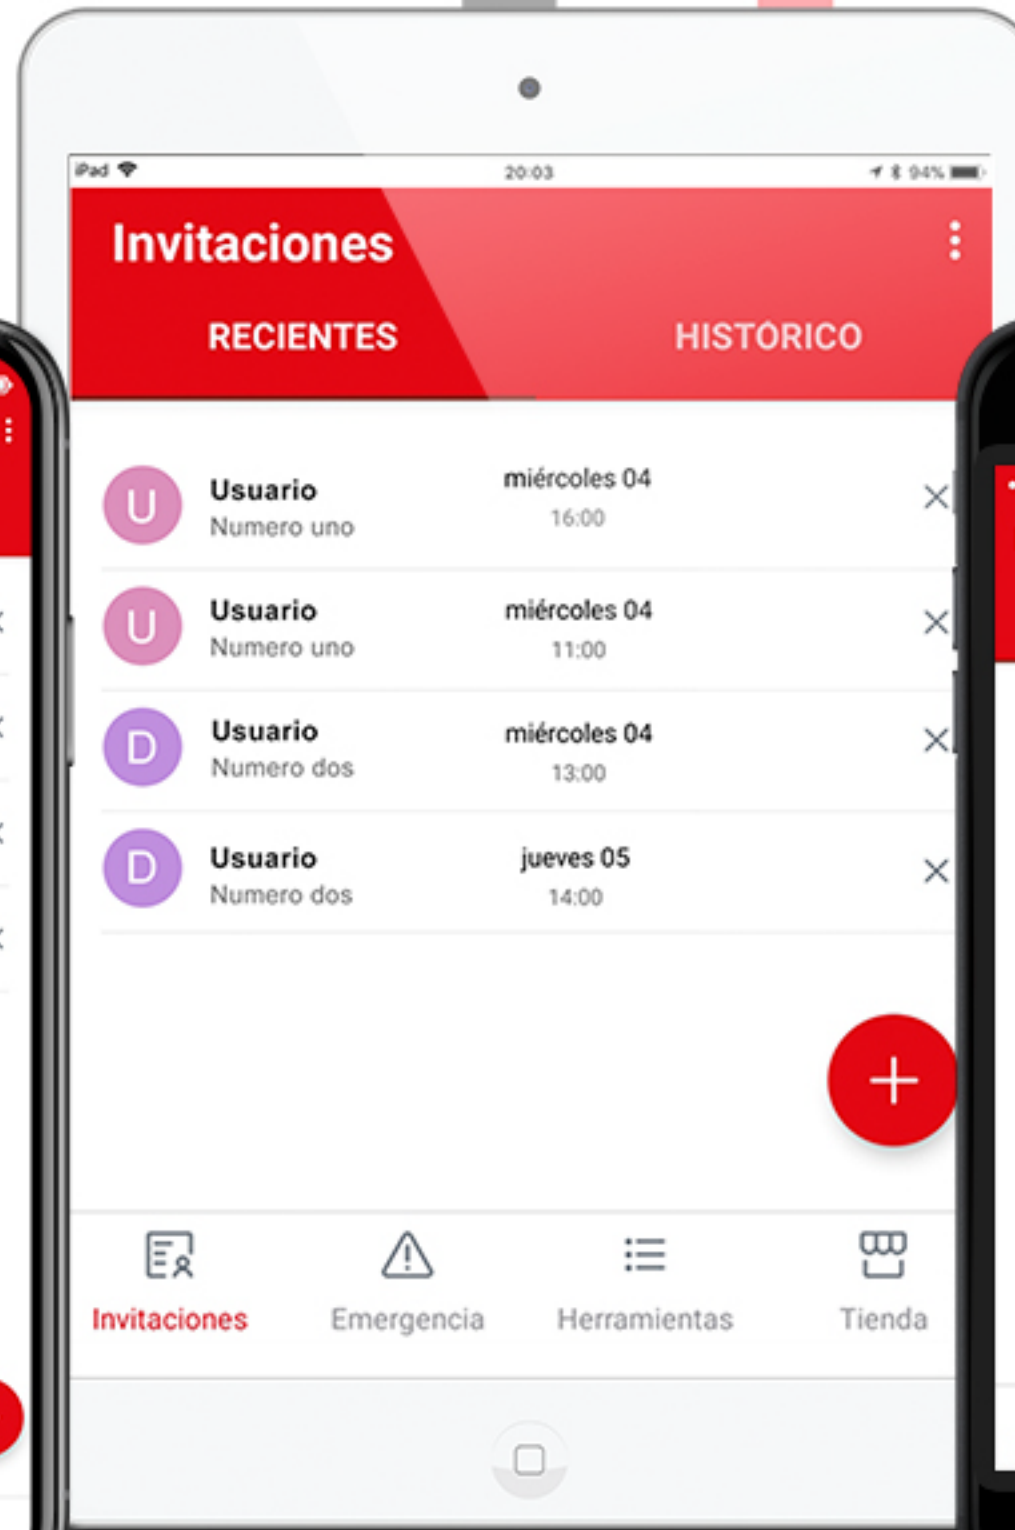 iPad 20:03 94%
Invitaciones
RECIENTES HISTÓRICO
U Usuario miércoles 04
Numero uno 16:00
U Usuario miércoles 04
Numero uno 11:00
D Usuario miércoles 04
Numero dos 13:00
D Usuario jueves 05
Numero dos 14:00
Invitaciones Emergencia Herramientas Tienda